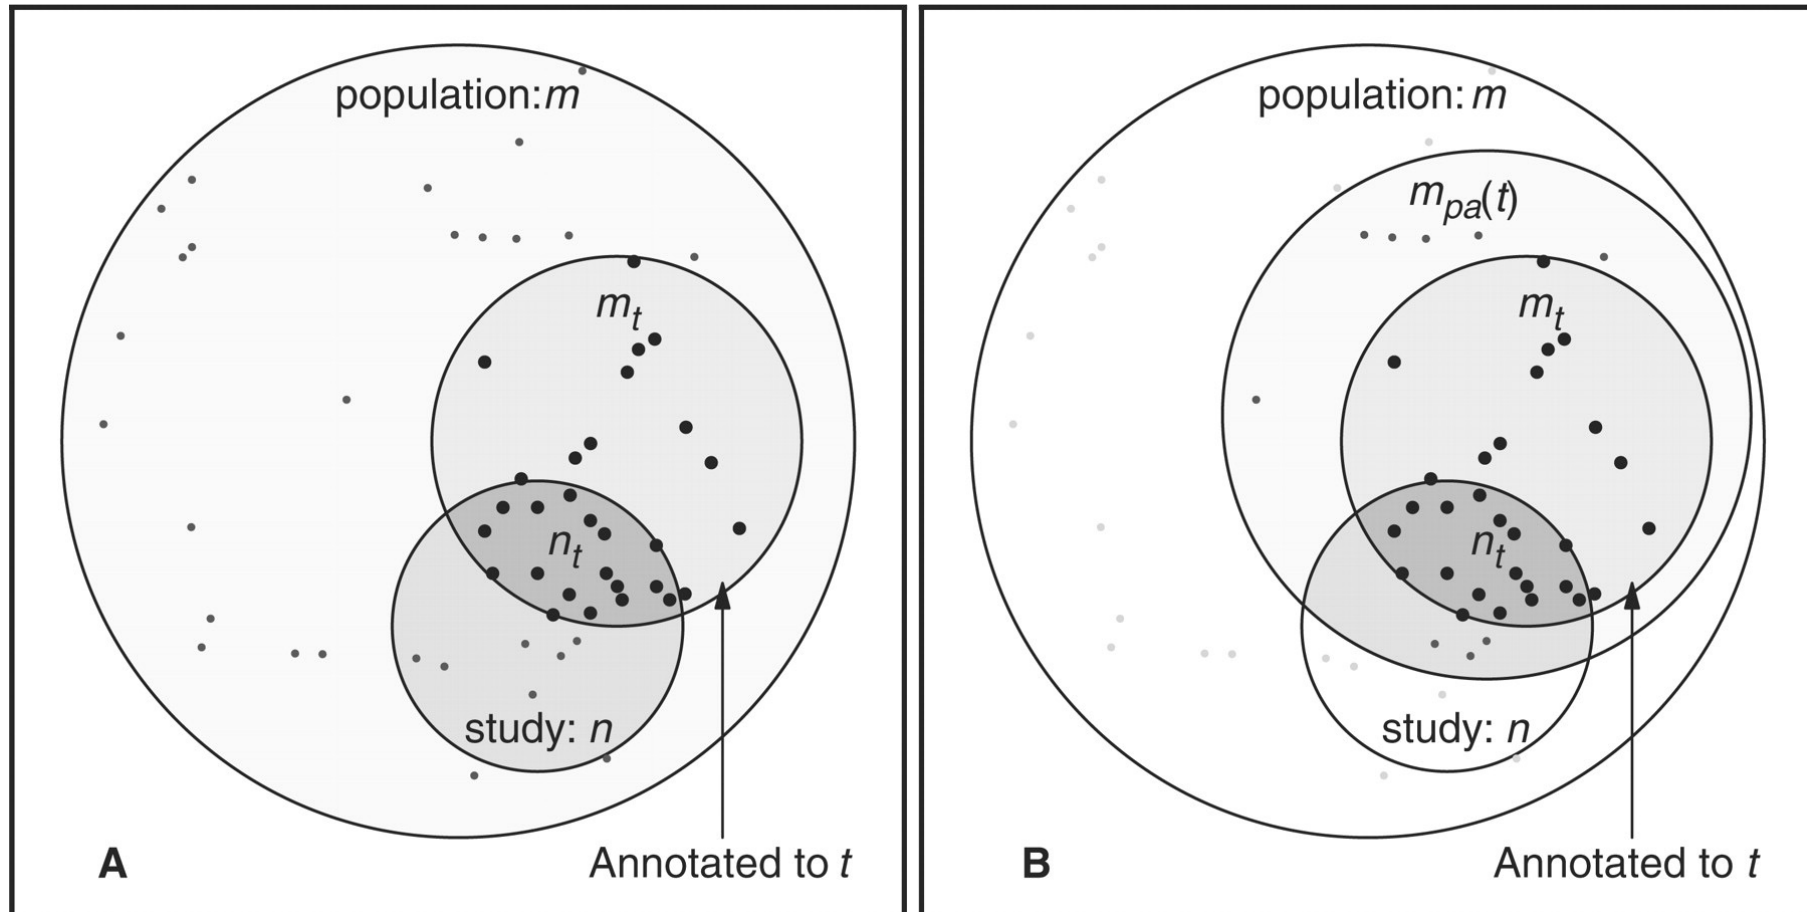 population: m
m_t
n_t
study: n
A
Annotated to t
population: m
m_pa(t)
m_t
n_t
study: n
B
Annotated to t